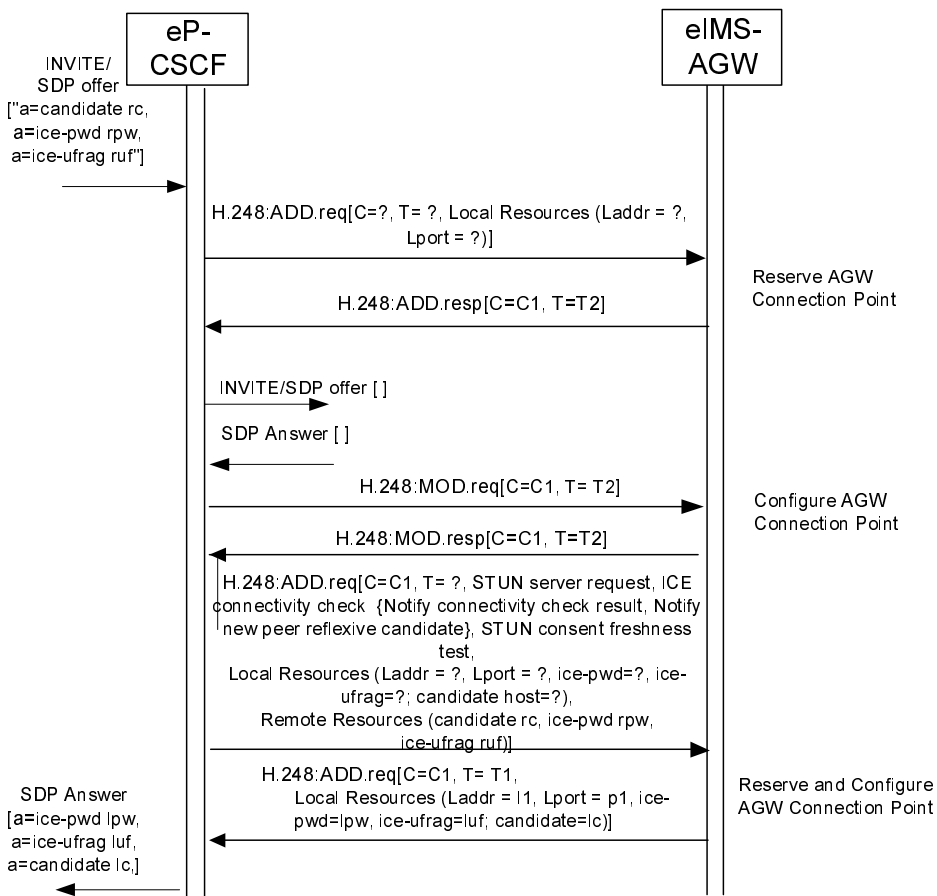 eP-
CSCF
eIMS-
AGW
INVITE/
SDP offer
["a=candidate rc,
a=ice-pwd rpw,
a=ice-ufrag ruf"]
H.248:ADD.req[C=?, T= ?, Local Resources (Laddr = ?,
Lport = ?)]
Reserve AGW
Connection Point
H.248:ADD.resp[C=C1, T=T2]
INVITE/SDP offer [ ]
SDP Answer [ ]
H.248:MOD.req[C=C1, T= T2]
Configure AGW
Connection Point
H.248:MOD.resp[C=C1, T=T2]
H.248:ADD.req[C=C1, T= ?, STUN server request, ICE
connectivity check {Notify connectivity check result, Notify
new peer reflexive candidate}, STUN consent freshness
test,
Local Resources (Laddr = ?, Lport = ?, ice-pwd=?, ice-
ufrag=?; candidate host=?),
Remote Resources (candidate rc, ice-pwd rpw,
ice-ufrag ruf)]
H.248:ADD.req[C=C1, T= T1,
Local Resources (Laddr = l1, Lport = p1, ice-
pwd=lpw, ice-ufrag=luf; candidate=lc)]
Reserve and Configure
AGW Connection Point
SDP Answer
[a=ice-pwd lpw,
a=ice-ufrag luf,
a=candidate lc,]